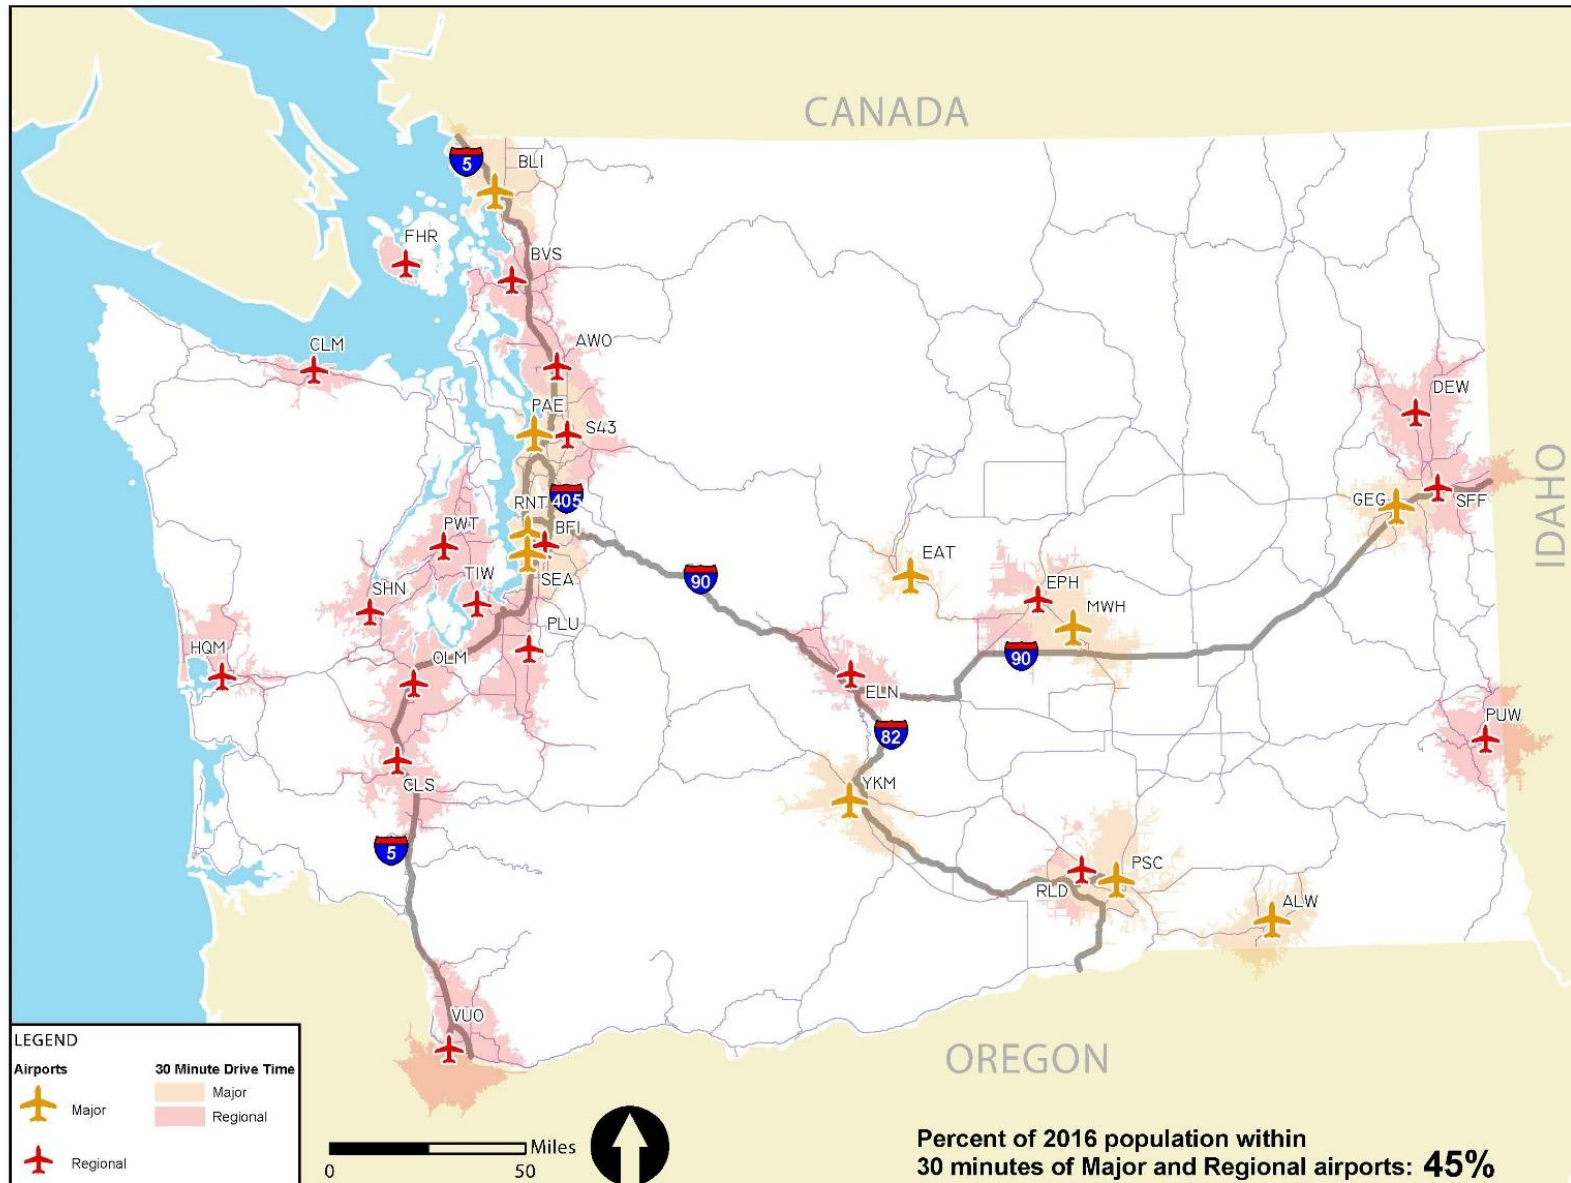 CANADA
5
BLI
FHR
BVS
CLM
AWO
DEW
PAE
S43
IDAHO
405
RNT
GEG
SFF
PWT
BFI
EAT
SEA
90
TIW
EPH
SHN
MWH
PLU
HQM
OLM
90
ELN
PUW
82
CLS
YKM
5
PSC
RLD
ALW
VUO
OREGON
LEGEND
Airports
30 Minute Drive Time
Major
Major
Regional
Regional
Miles
0
50
Percent of 2016 population within
30 minutes of Major and Regional airports: 45%